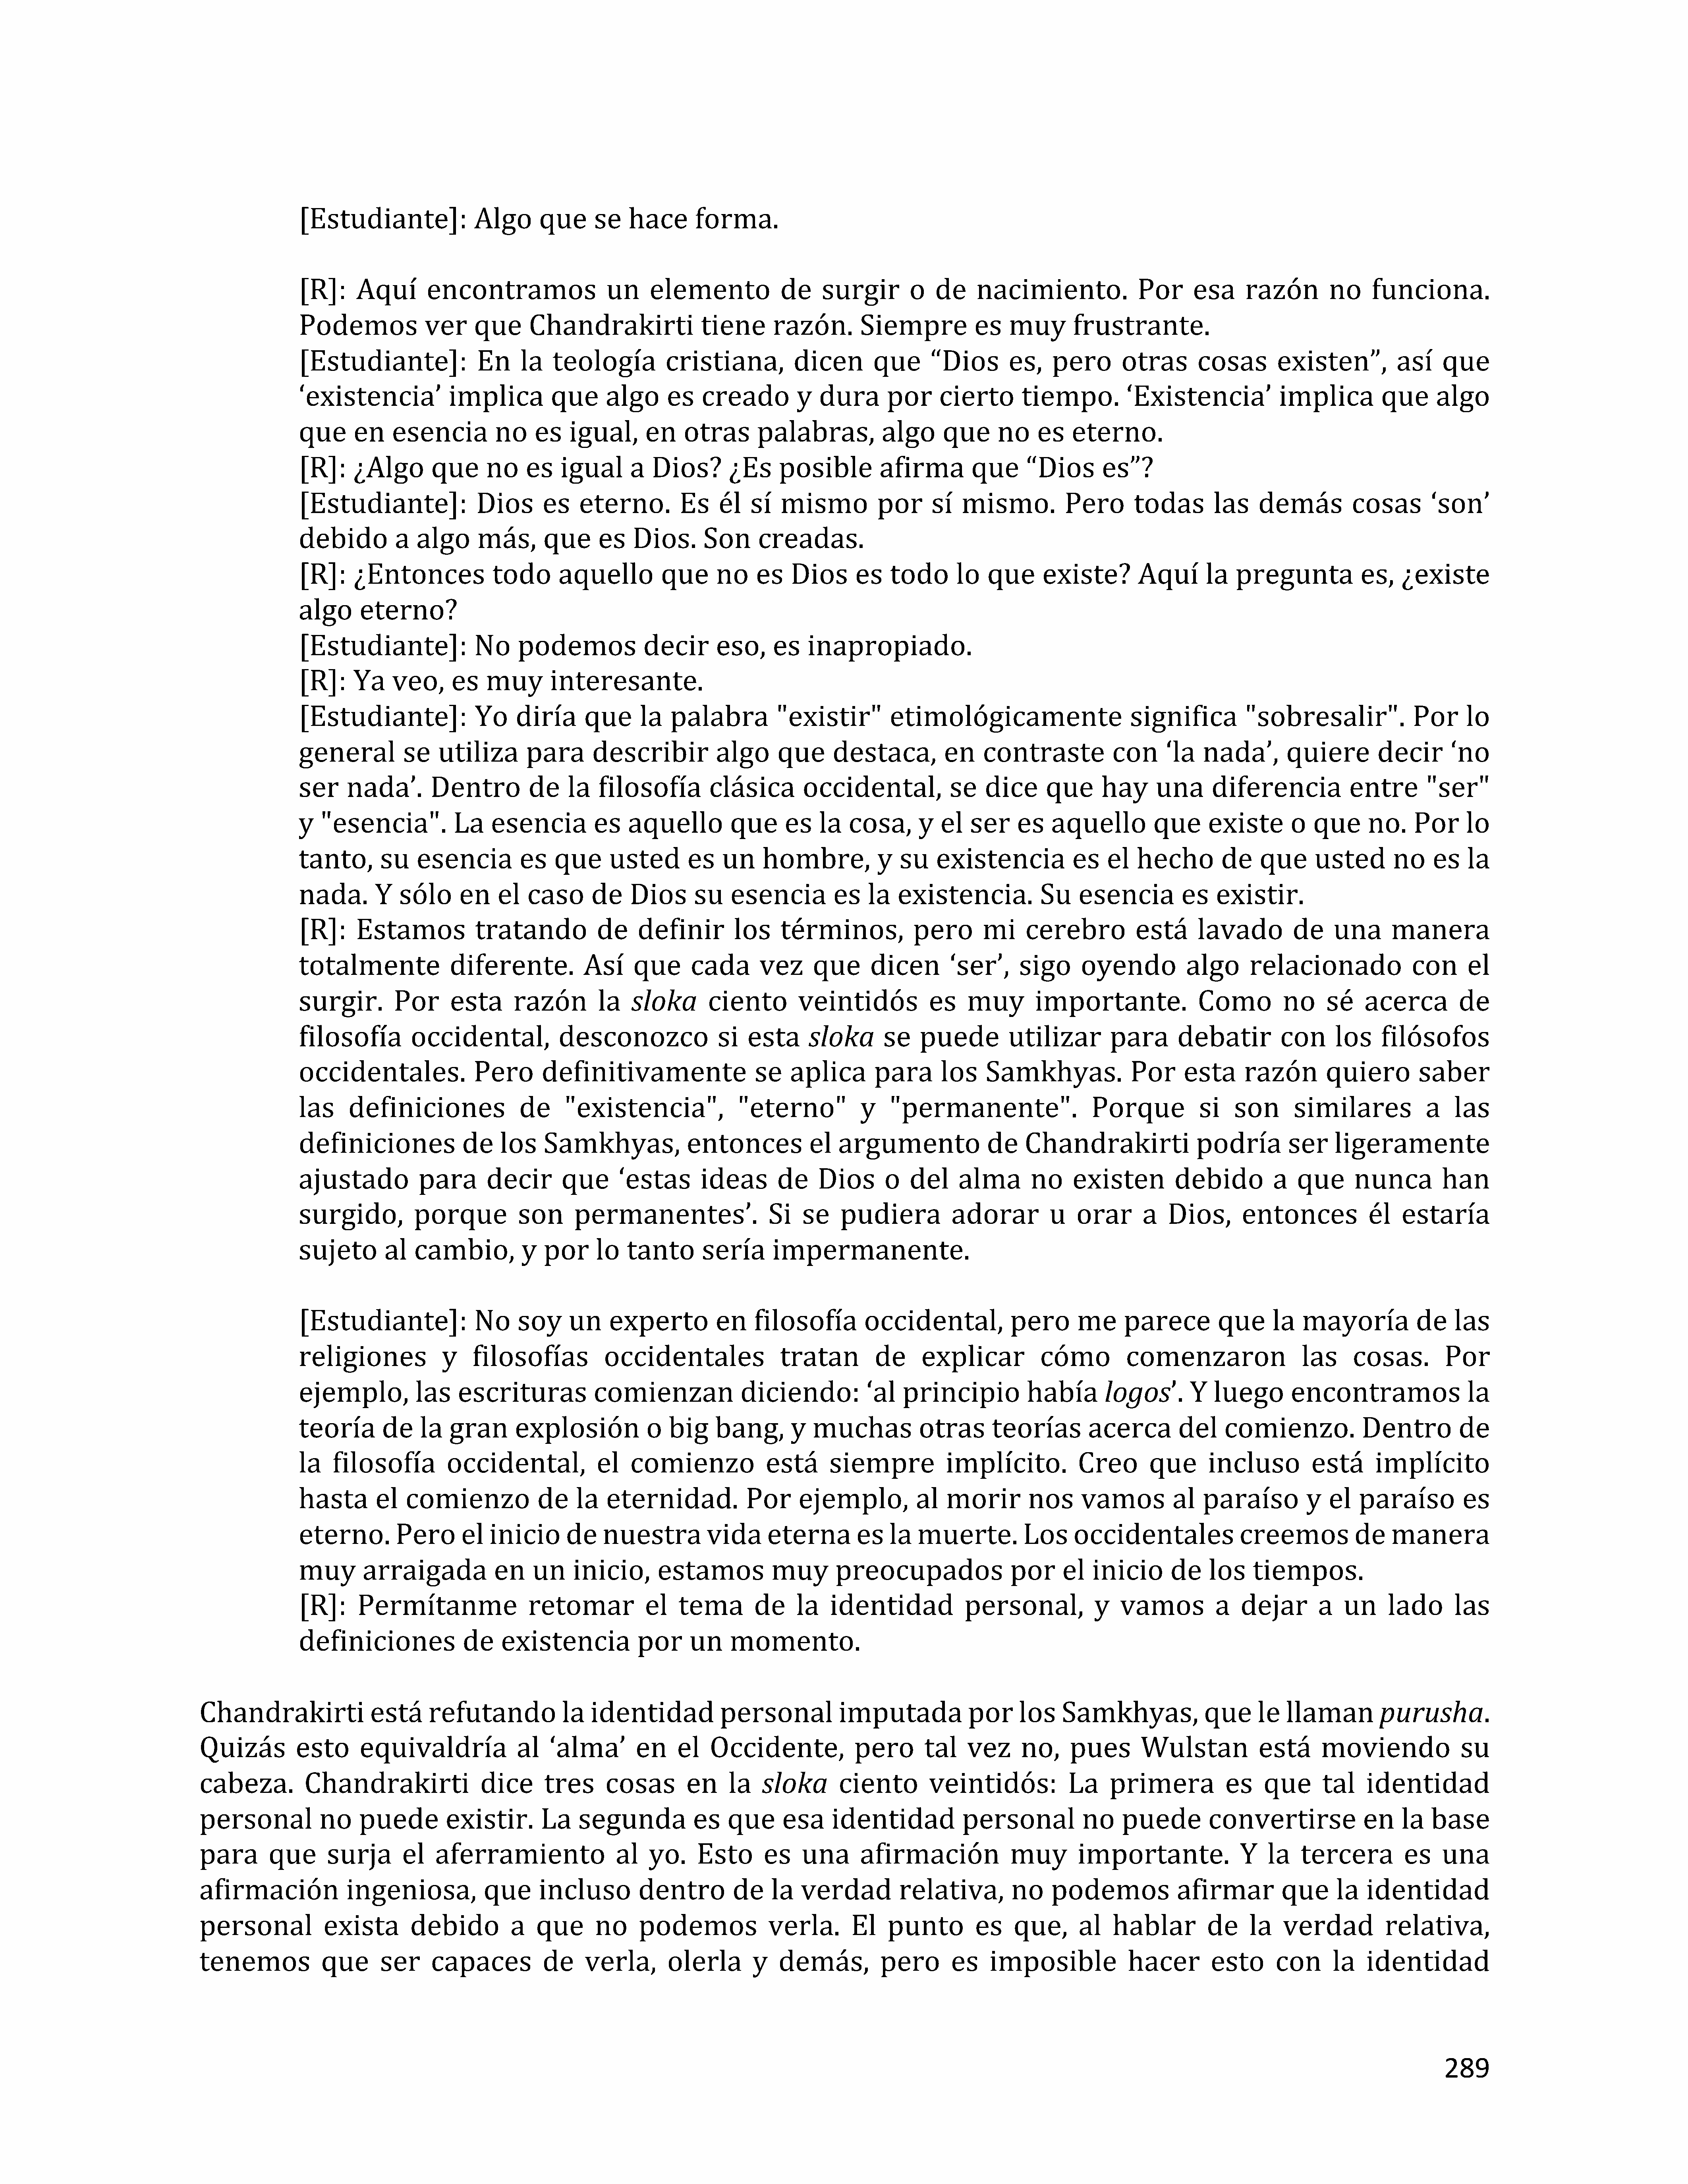 [Estudiante]: Algo que se hace forma.
[R]: Aquí encontramos un elemento de surgir o de nacimiento. Por esa razón no funciona.
Podemos ver que Chandrakirti tiene razón. Siempre es muy frustrante.
[Estudiante]: En la teología cristiana, dicen que “Dios es, pero otras cosas existen”, así que
‘existencia’ implica que algo es creado y dura por cierto tiempo. ‘Existencia’ implica que algo
que en esencia no es igual, en otras palabras, algo que no es eterno.
[R]: ¿Algo que no es igual a Dios? ¿Es posible afirma que “Dios es”?
[Estudiante]: Dios es eterno. Es él sí mismo por sí mismo. Pero todas las demás cosas ‘son’
debido a algo más, que es Dios. Son creadas.
[R]: ¿Entonces todo aquello que no es Dios es todo lo que existe? Aquí la pregunta es, ¿existe
algo eterno?
[Estudiante]: No podemos decir eso, es inapropiado.
[R]: Ya veo, es muy interesante.
[Estudiante]: Yo diría que la palabra "existir" etimológicamente significa "sobresalir". Por lo
general se utiliza para describir algo que destaca, en contraste con ‘la nada’, quiere decir ‘no
ser nada’. Dentro de la filosofía clásica occidental, se dice que hay una diferencia entre "ser"
y "esencia". La esencia es aquello que es la cosa, y el ser es aquello que existe o que no. Por lo
tanto, su esencia es que usted es un hombre, y su existencia es el hecho de que usted no es la
nada. Y sólo en el caso de Dios su esencia es la existencia. Su esencia es existir.
[R]: Estamos tratando de definir los términos, pero mi cerebro está lavado de una manera
totalmente diferente. Así que cada vez que dicen ‘ser’, sigo oyendo algo relacionado con el
surgir. Por esta razón la sloka ciento veintidós es muy importante. Como no sé acerca de
filosofía occidental, desconozco si esta sloka se puede utilizar para debatir con los filósofos
occidentales. Pero definitivamente se aplica para los Samkhyas. Por esta razón quiero saber
las definiciones de "existencia", "eterno" y "permanente". Porque si son similares a las
definiciones de los Samkhyas, entonces el argumento de Chandrakirti podría ser ligeramente
ajustado para decir que ‘estas ideas de Dios o del alma no existen debido a que nunca han
surgido, porque son permanentes’. Si se pudiera adorar u orar a Dios, entonces él estaría
sujeto al cambio, y por lo tanto sería impermanente.
[Estudiante]: No soy un experto en filosofía occidental, pero me parece que la mayoría de las
religiones y filosofías occidentales tratan de explicar cómo comenzaron las cosas. Por
ejemplo, las escrituras comienzan diciendo: ‘al principio había logos’. Y luego encontramos la
teoría de la gran explosión o big bang, y muchas otras teorías acerca del comienzo. Dentro de
la filosofía occidental, el comienzo está siempre implícito. Creo que incluso está implícito
hasta el comienzo de la eternidad. Por ejemplo, al morir nos vamos al paraíso y el paraíso es
eterno. Pero el inicio de nuestra vida eterna es la muerte. Los occidentales creemos de manera
muy arraigada en un inicio, estamos muy preocupados por el inicio de los tiempos.
[R]: Permítanme retomar el tema de la identidad personal, y vamos a dejar a un lado las
definiciones de existencia por un momento.
Chandrakirti está refutando la identidad personal imputada por los Samkhyas, que le llaman purusha.
Quizás esto equivaldría al ‘alma’ en el Occidente, pero tal vez no, pues Wulstan está moviendo su
cabeza. Chandrakirti dice tres cosas en la sloka ciento veintidós: La primera es que tal identidad
personal no puede existir. La segunda es que esa identidad personal no puede convertirse en la base
para que surja el aferramiento al yo. Esto es una afirmación muy importante. Y la tercera es una
afirmación ingeniosa, que incluso dentro de la verdad relativa, no podemos afirmar que la identidad
personal exista debido a que no podemos verla. El punto es que, al hablar de la verdad relativa,
tenemos que ser capaces de verla, olerla y demás, pero es imposible hacer esto con la identidad
289